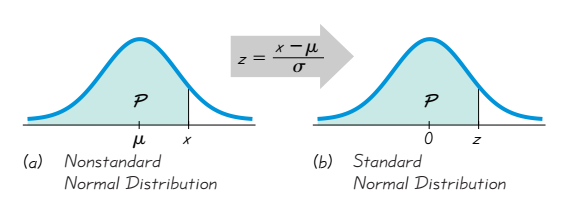 z = x − μ / σ
P
μ x
(a) Nonstandard
Normal Distribution
P
0 z
(b) Standard
Normal Distribution